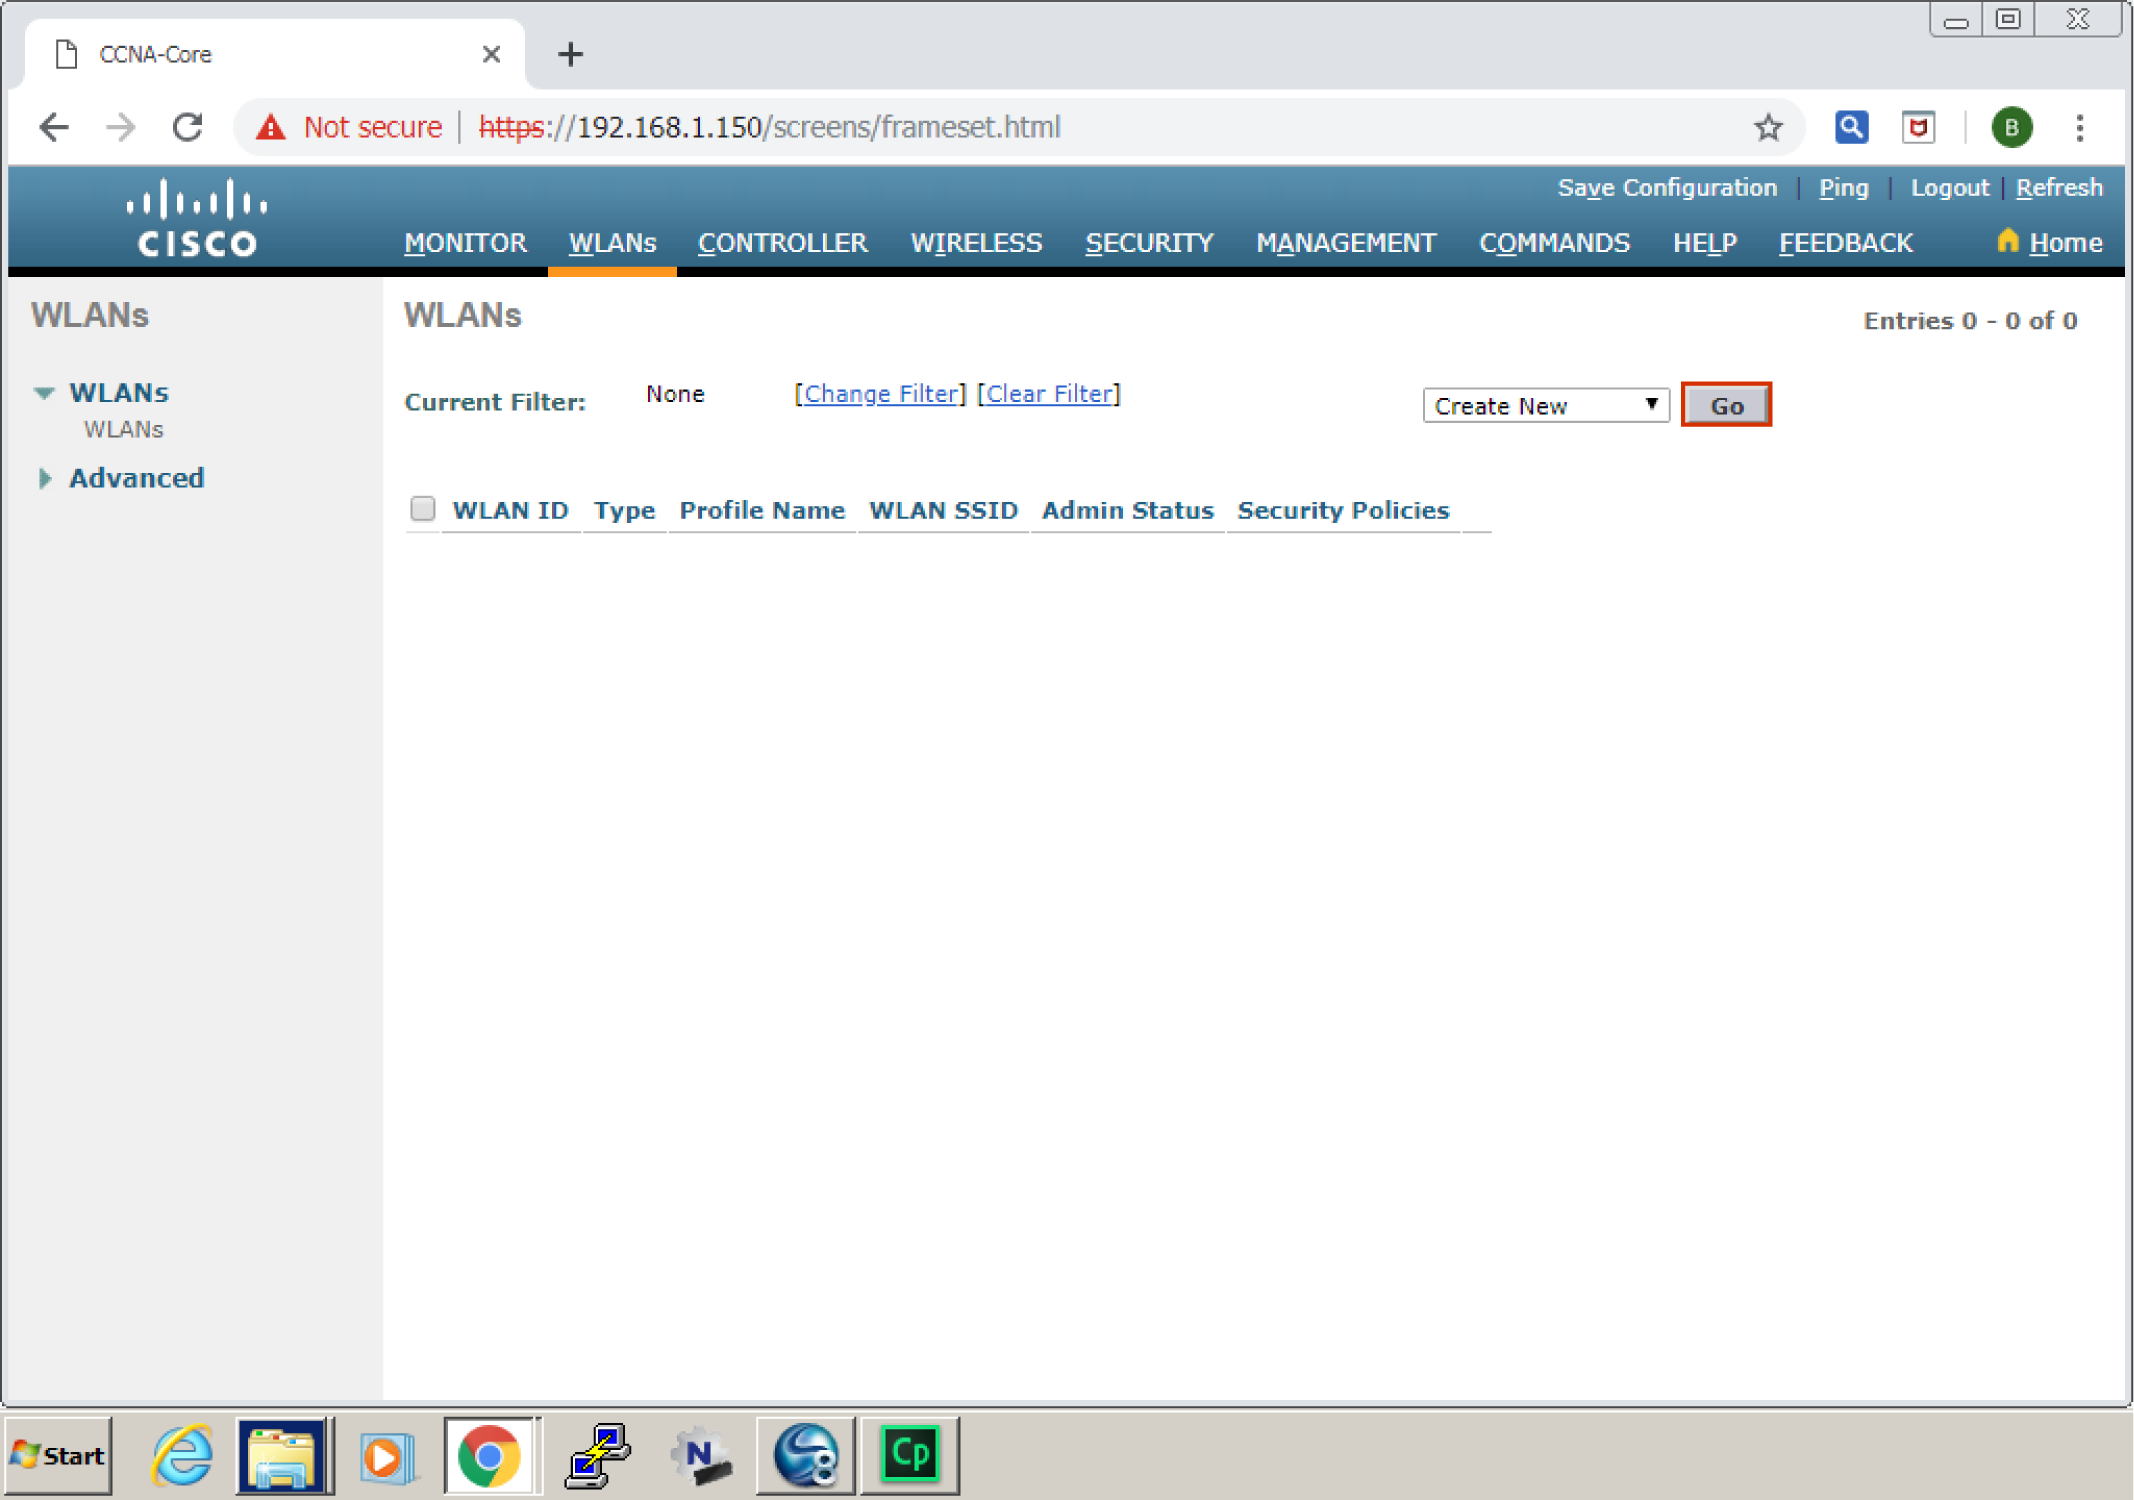 CCNA-Core
Not secure | https://192.168.1.150/screens/frameset.html
B
Save Configuration | Ping | Logout | Refresh
CISCO
MONITOR WLANs CONTROLLER WIRELESS SECURITY MANAGEMENT COMMANDS HELP FEEDBACK Home
WLANs
WLANs
WLANs
Advanced
WLANs
Entries 0 - 0 of 0
Current Filter: None [Change Filter] [Clear Filter] Create New Go
WLAN ID Type Profile Name WLAN SSID Admin Status Security Policies
Start
N
8
Cp